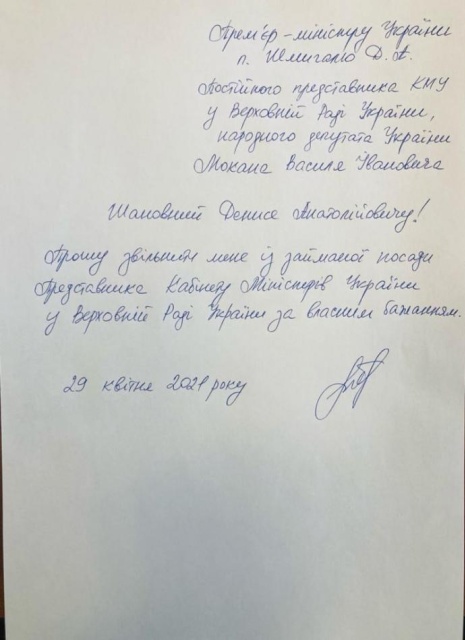 Прем'єр-міністру України
п. Шмигалю Д.А.
Постійного представника КМУ
у Верховній Раді України,
народного депутата України
Мокана Василя Івановича
Шановний Денисе Анатолійовичу!
Прошу звільнити мене із займаної посади
Представника Кабінету Міністрів України
у Верховній Раді України за власним бажанням.
29 квітня 2021 року